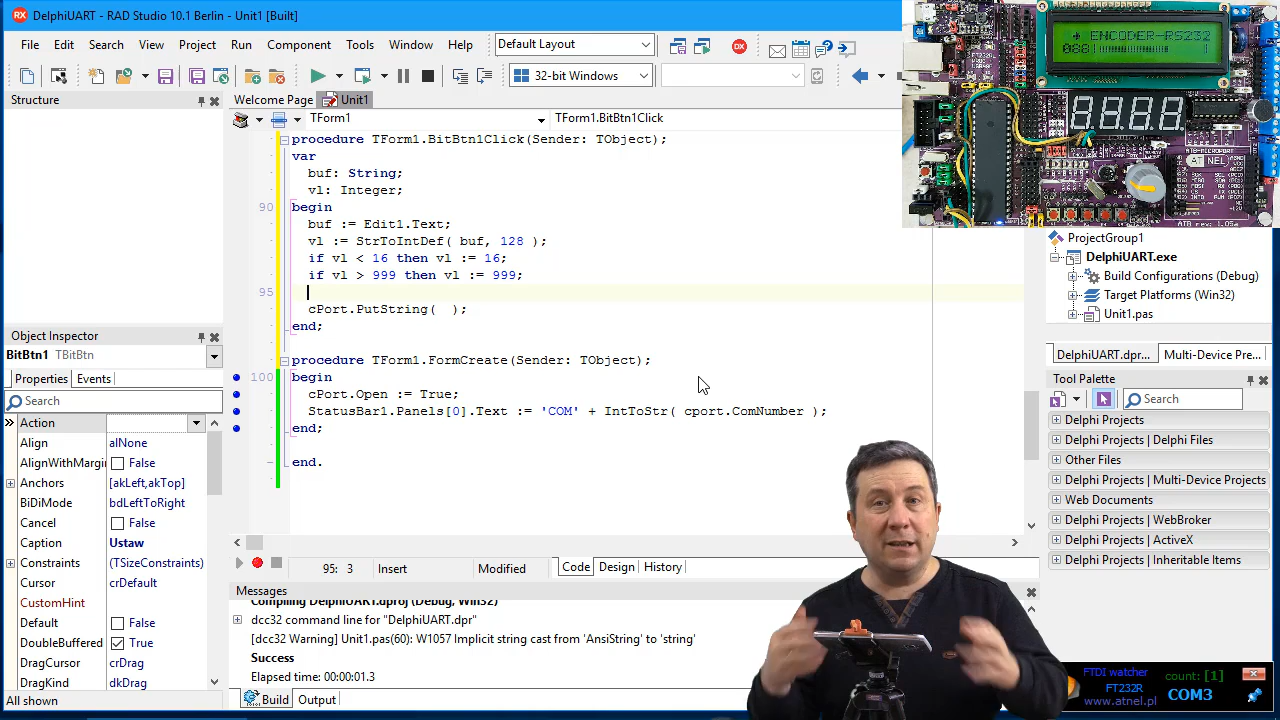 DelphiUART - RAD Studio 10.1 Berlin - Unit1 [Built]
File Edit Search View Project Run Component Tools Window Help
Default Layout
32-bit Windows
Structure
Welcome Page Unit1
TForm1 TForm1.BitBtn1Click
procedure TForm1.BitBtn1Click(Sender: TObject);
var
buf: String;
vl: Integer;
90 begin
buf := Edit1.Text;
vl := StrToIntDef( buf, 128 );
if vl < 16 then vl := 16;
if vl > 999 then vl := 999;
95
cPort.PutString(  );
end;
procedure TForm1.FormCreate(Sender: TObject);
100 begin
cPort.Open := True;
StatusBar1.Panels[0].Text := 'COM' + IntToStr( cport.ComNumber );
end;
end.
95: 3 Insert Modified Code Design History
Messages
Compiling DelphiUART.dproj (Debug, Win32)
dcc32 command line for "DelphiUART.dpr"
[dcc32 Warning] Unit1.pas(60): W1057 Implicit string cast from 'AnsiString' to 'string'
Success
Elapsed time: 00:00:01.3
Build Output
Object Inspector
BitBtn1 TBitBtn
Properties Events
Search
Action
Align alNone
AlignWithMargin False
Anchors [akLeft,akTop]
BiDiMode bdLeftToRight
Cancel False
Caption Ustaw
Constraints (TSizeConstraints)
Cursor crDefault
CustomHint
Default False
DoubleBuffered True
DragCursor crDrag
DragKind dkDrag
All shown
ENCODER-RS232
0881 1
ATNEL
ProjectGroup1
DelphiUART.exe
Build Configurations (Debug)
Target Platforms (Win32)
Unit1.pas
DelphiUART.dpr... Multi-Device Pre...
Tool Palette
Search
Delphi Projects
Delphi Projects | Delphi Files
Other Files
Delphi Projects | Multi-Device Projects
Web Documents
Delphi Projects | WebBroker
Delphi Projects | ActiveX
Delphi Projects | Inheritable Items
FTDI watcher count: [1]
FT232R COM3
www.atnel.pl